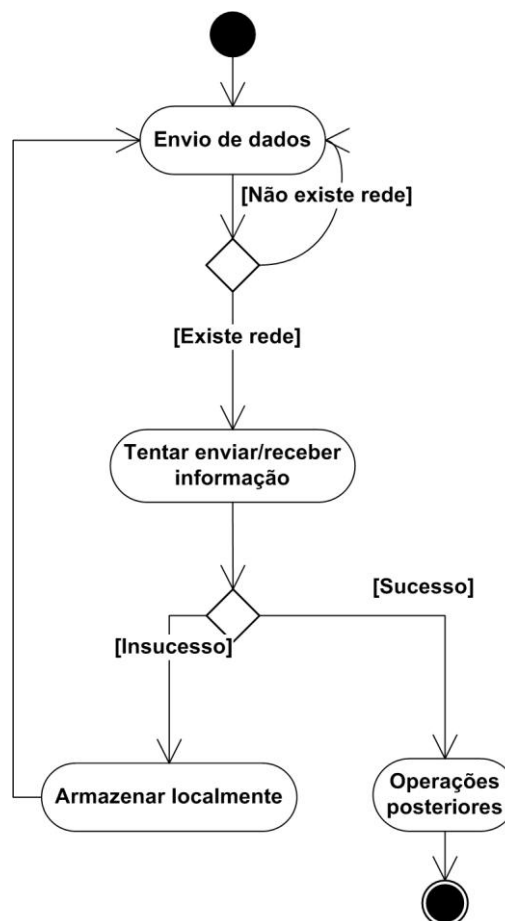 Envio de dados
[Não existe rede]
[Existe rede]
Tentar enviar/receber
informação
[Sucesso]
[Insucesso]
Armazenar localmente
Operações
posteriores